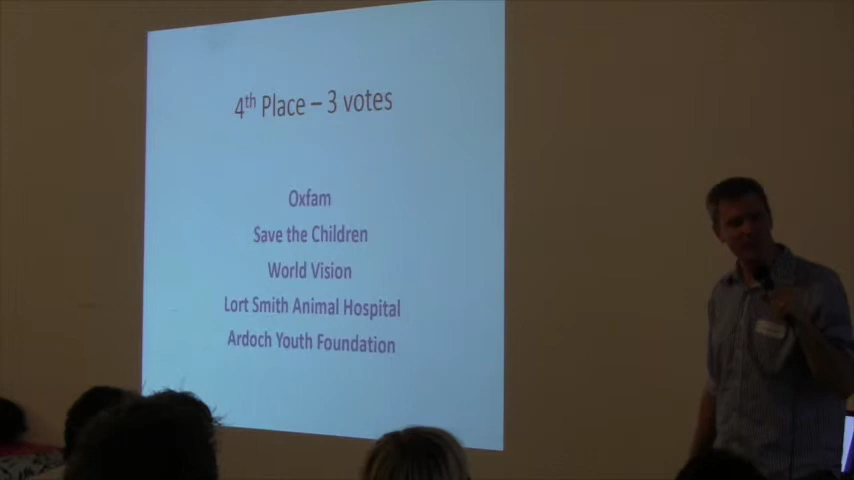 4th Place – 3 votes
Oxfam
Save the Children
World Vision
Lort Smith Animal Hospital
Ardoch Youth Foundation